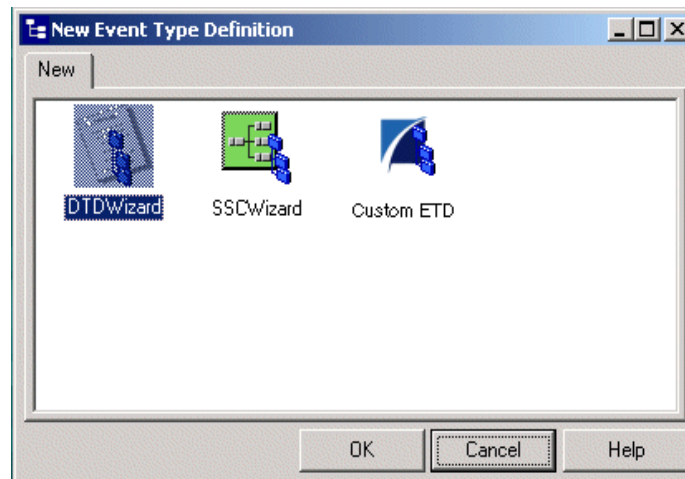 New Event Type Definition
New
DTDWizard SSCWizard Custom ETD
OK Cancel Help